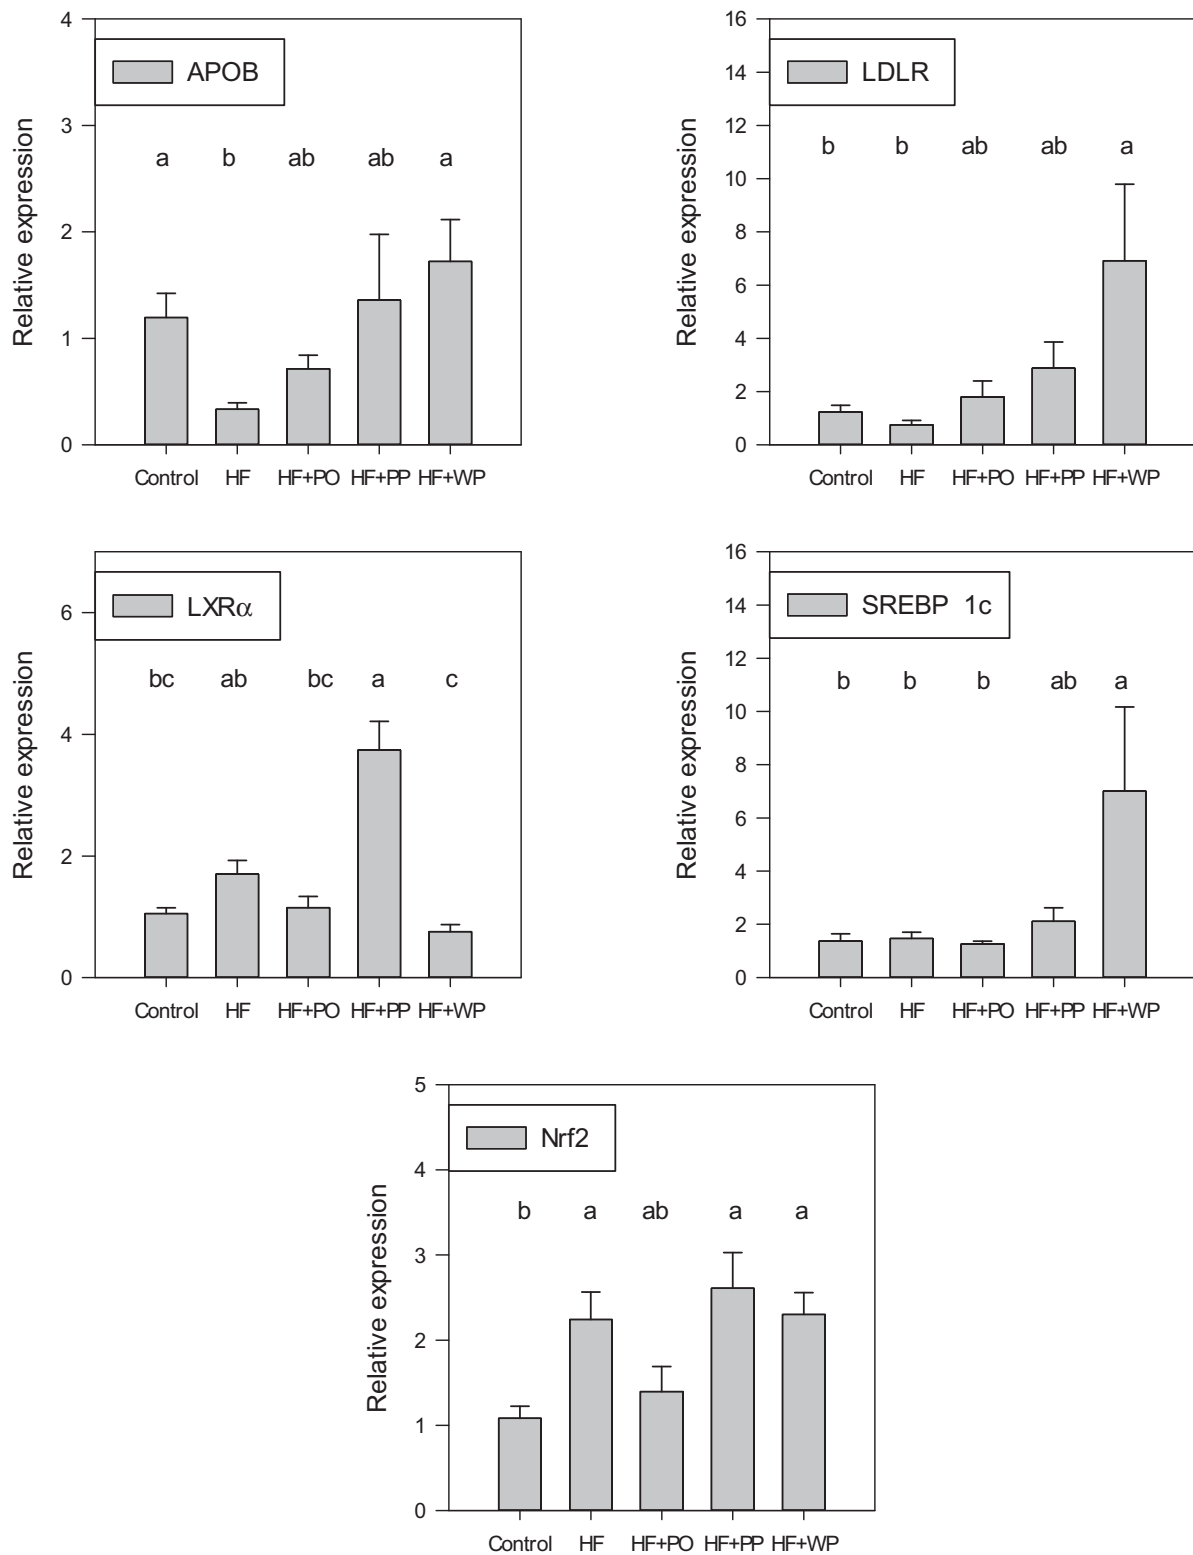 4
3
2
1
0
Relative expression
APOB
a b ab ab a
Control HF HF+PO HF+PP HF+WP
16
14
12
10
8
6
4
2
0
Relative expression
LDLR
b b ab ab a
Control HF HF+PO HF+PP HF+WP
6
4
2
0
Relative expression
LXRα
bc ab bc a c
Control HF HF+PO HF+PP HF+WP
16
14
12
10
8
6
4
2
0
Relative expression
SREBP 1c
b b b ab a
Control HF HF+PO HF+PP HF+WP
5
4
3
2
1
0
Relative expression
Nrf2
b a ab a a
Control HF HF+PO HF+PP HF+WP